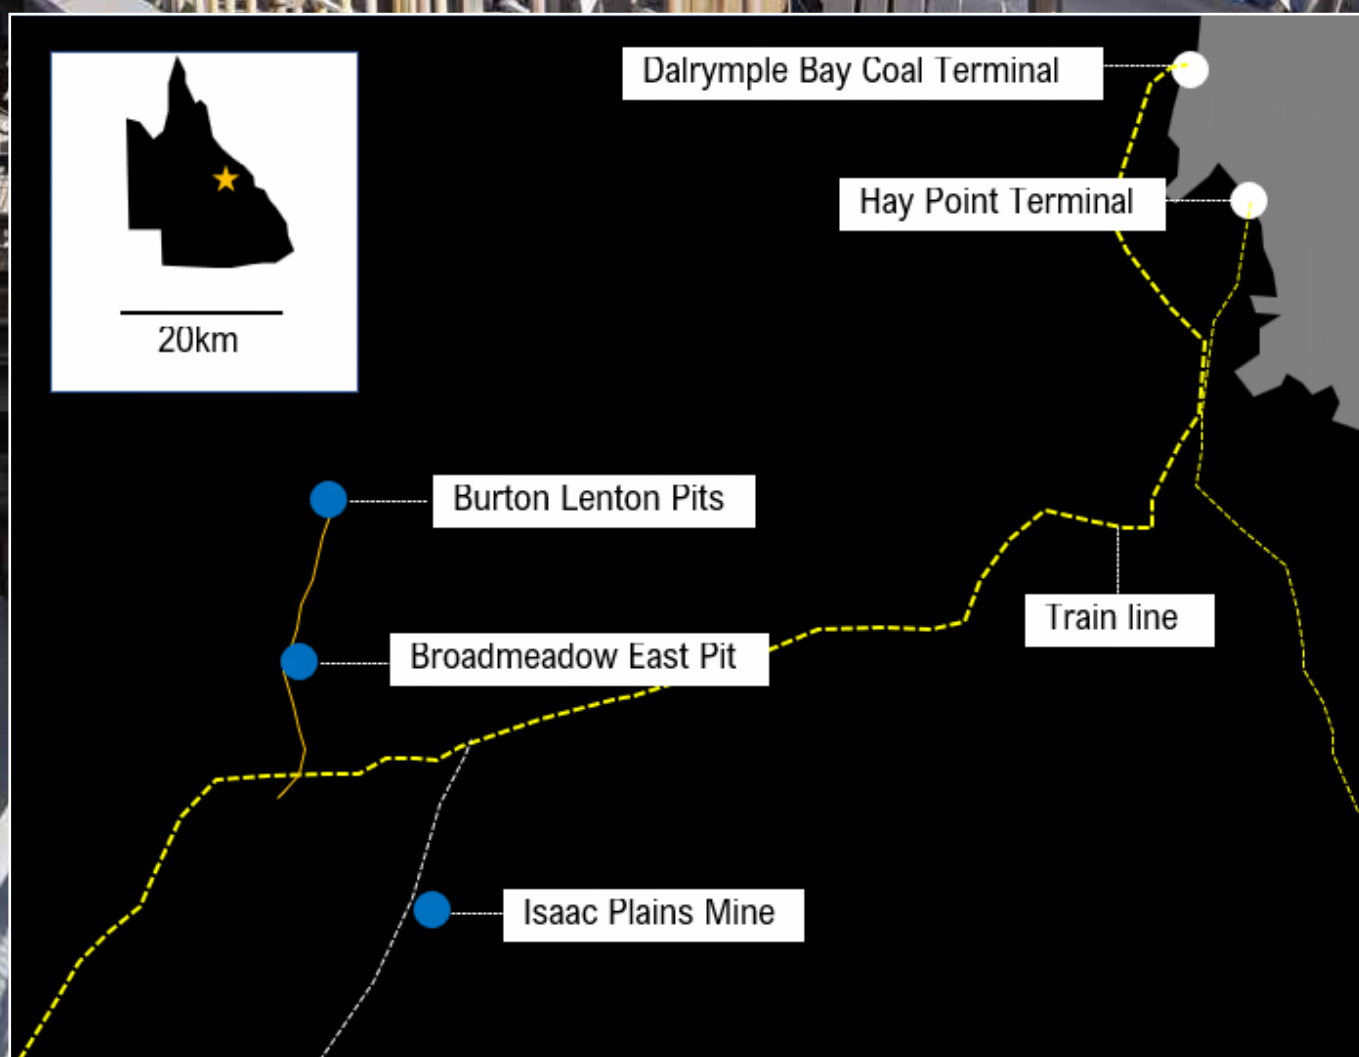 Dalrymple Bay Coal Terminal
Hay Point Terminal
20km
Burton Lenton Pits
Train line
Broadmeadow East Pit
Isaac Plains Mine